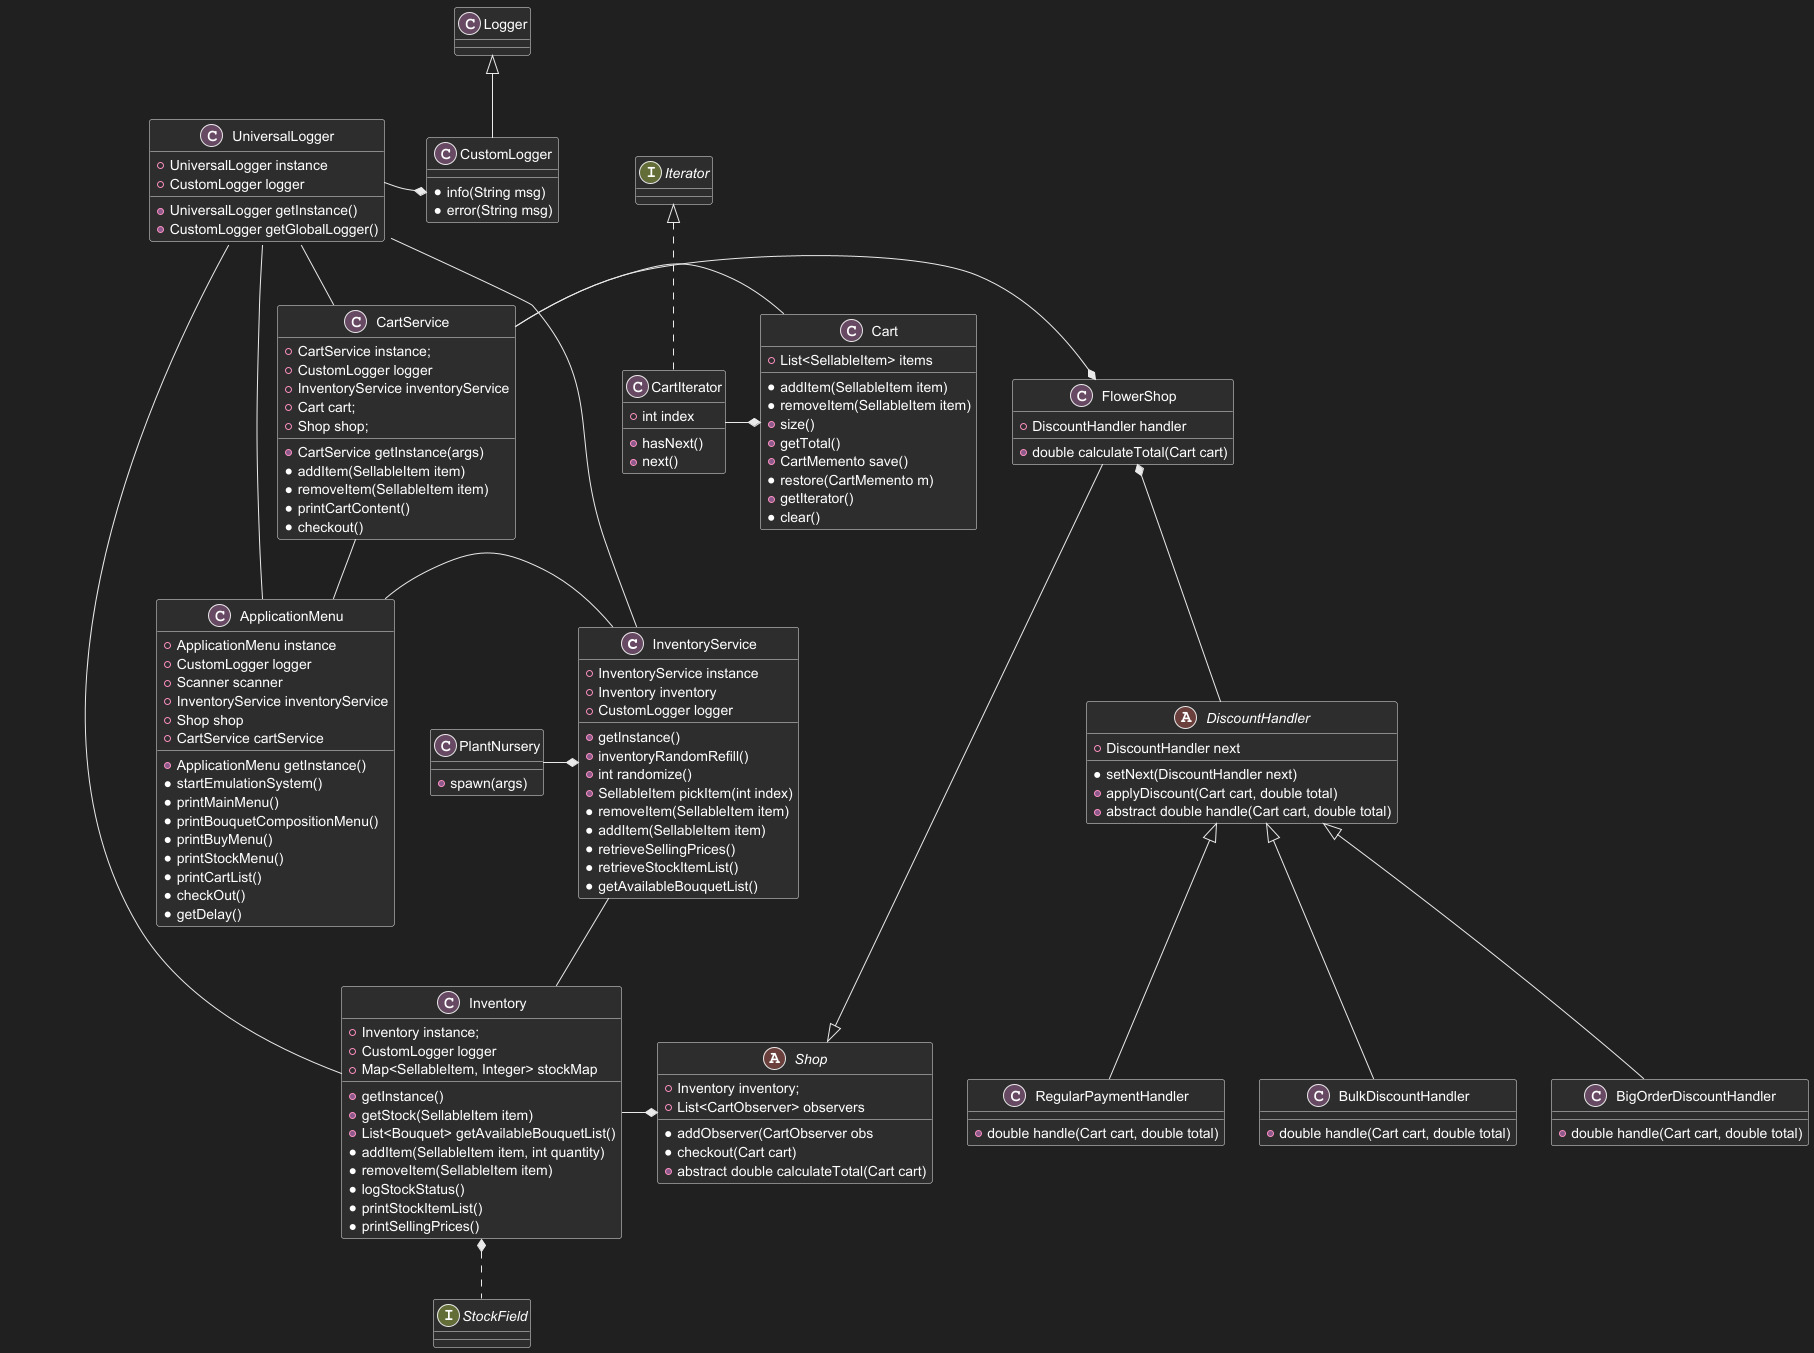 C Logger
C UniversalLogger
UniversalLogger instance
CustomLogger logger
UniversalLogger getInstance()
CustomLogger getGlobalLogger()
C CustomLogger
info(String msg)
error(String msg)
I Iterator
C CartService
CartService instance;
CustomLogger logger
InventoryService inventoryService
Cart cart;
Shop shop;
CartService getInstance(args)
addItem(SellableItem item)
removeItem(SellableItem item)
printCartContent()
checkout()
C CartIterator
int index
hasNext()
next()
C Cart
List<SellableItem> items
addItem(SellableItem item)
removeItem(SellableItem item)
size()
getTotal()
CartMemento save()
restore(CartMemento m)
getIterator()
clear()
C FlowerShop
DiscountHandler handler
double calculateTotal(Cart cart)
C ApplicationMenu
ApplicationMenu instance
CustomLogger logger
Scanner scanner
InventoryService inventoryService
Shop shop
CartService cartService
ApplicationMenu getInstance()
startEmulationSystem()
printMainMenu()
printBouquetCompositionMenu()
printBuyMenu()
printStockMenu()
printCartList()
checkOut()
getDelay()
C PlantNursery
spawn(args)
C InventoryService
InventoryService instance
Inventory inventory
CustomLogger logger
getInstance()
inventoryRandomRefill()
int randomize()
SellableItem pickItem(int index)
removeItem(SellableItem item)
addItem(SellableItem item)
retrieveSellingPrices()
retrieveStockItemList()
getAvailableBouquetList()
A DiscountHandler
DiscountHandler next
setNext(DiscountHandler next)
applyDiscount(Cart cart, double total)
abstract double handle(Cart cart, double total)
C Inventory
Inventory instance;
CustomLogger logger
Map<SellableItem, Integer> stockMap
getInstance()
getStock(SellableItem item)
List<Bouquet> getAvailableBouquetList()
addItem(SellableItem item, int quantity)
removeItem(SellableItem item)
logStockStatus()
printStockItemList()
printSellingPrices()
A Shop
Inventory inventory;
List<CartObserver> observers
addObserver(CartObserver obs
checkout(Cart cart)
abstract double calculateTotal(Cart cart)
C RegularPaymentHandler
double handle(Cart cart, double total)
C BulkDiscountHandler
double handle(Cart cart, double total)
C BigOrderDiscountHandler
double handle(Cart cart, double total)
I StockField